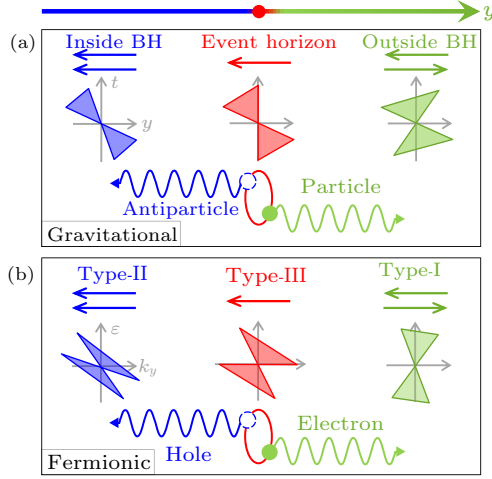 y
(a)
Inside BH Event horizon Outside BH
t
y
Particle
Antiparticle
Gravitational
(b)
Type-II Type-III Type-I
ε
k_y
Electron
Hole
Fermionic